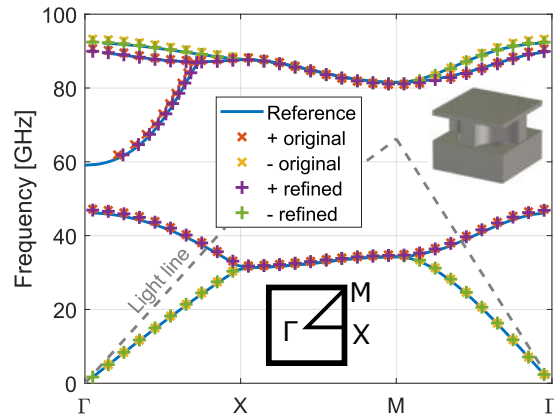 100
80
60
40
20
0
Frequency [GHz]
Reference
+ original
- original
+ refined
- refined
Light line
M
Γ
X
Γ
X
M
Γ